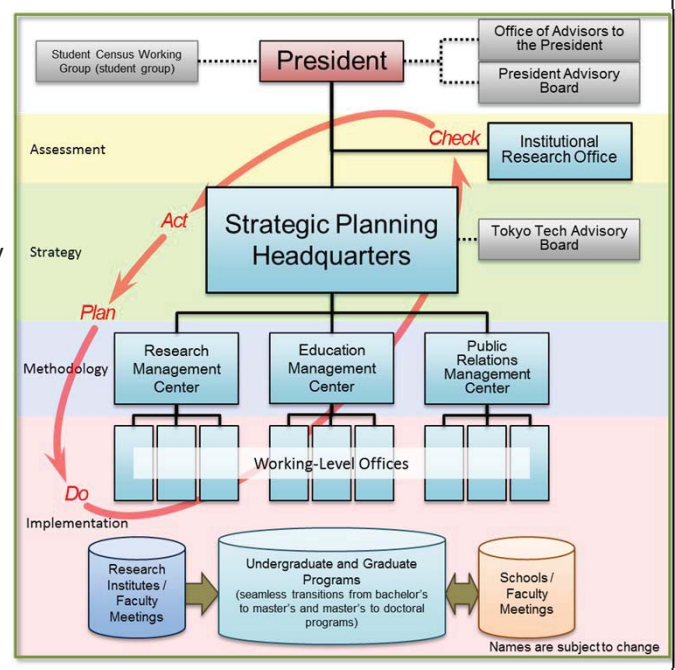 Student Census Working
Group (student group)
President
Office of Advisors to
the President
President Advisory
Board
Assessment
Check
Institutional
Research Office
Act
Strategic Planning
Headquarters
Strategy
Tokyo Tech Advisory
Board
Plan
Methodology
Research
Management
Center
Education
Management
Center
Public
Relations
Management
Center
Working-Level Offices
Do
Implementation
Research
Institutes /
Faculty
Meetings
Undergraduate and Graduate
Programs
(seamless transitions from bachelor's
to master's and master's to doctoral
programs)
Schools /
Faculty
Meetings
Names are subject to change